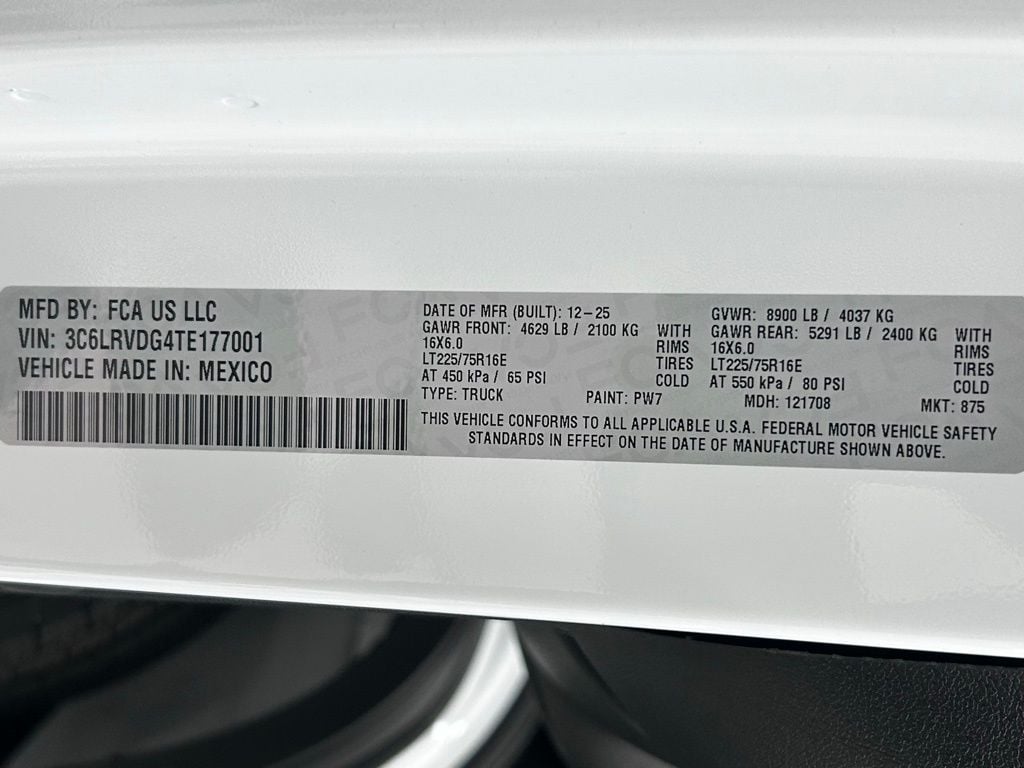 MFD BY: FCA US LLC
VIN: 3C6LRVDG4TE177001
VEHICLE MADE IN: MEXICO
DATE OF MFR (BUILT): 12-25
GAWR FRONT: 4629 LB / 2100 KG WITH
16X6.0 RIMS
LT225/75R16E TIRES
AT 450 kPa / 65 PSI COLD
TYPE: TRUCK PAINT: PW7
GVWR: 8900 LB / 4037 KG
GAWR REAR: 5291 LB / 2400 KG WITH
16X6.0 RIMS
LT225/75R16E TIRES
AT 550 kPa / 80 PSI COLD
MDH: 121708 MKT: 875
THIS VEHICLE CONFORMS TO ALL APPLICABLE U.S.A. FEDERAL MOTOR VEHICLE SAFETY
STANDARDS IN EFFECT ON THE DATE OF MANUFACTURE SHOWN ABOVE.